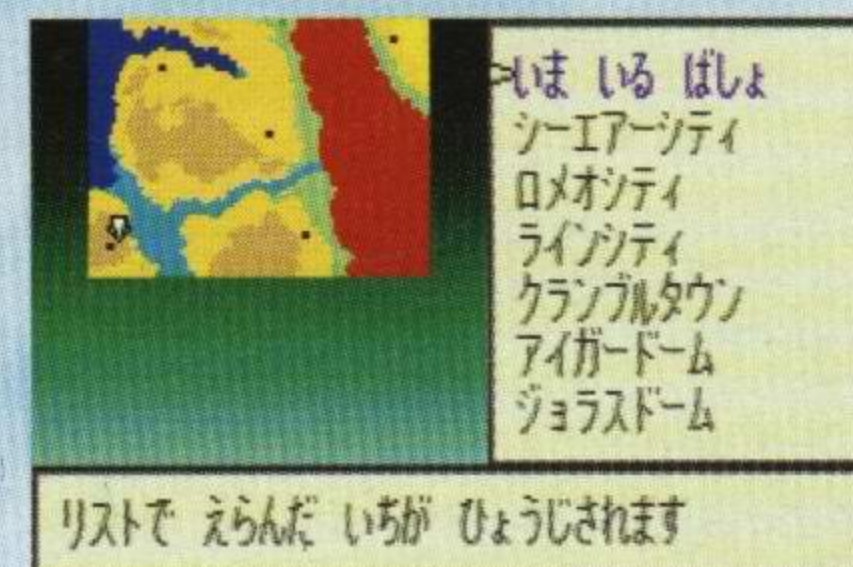 いま いる ばしょ
シーエアーシティ
ロメオシティ
ラインシティ
クランブルタウン
アイガードーム
ジョラスドーム
リストで えらんだ いちが ひょうじされます